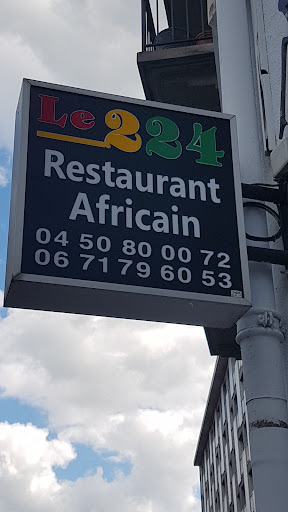 Le 224
Restaurant
Africain
04 50 80 00 72
06 71 79 60 53